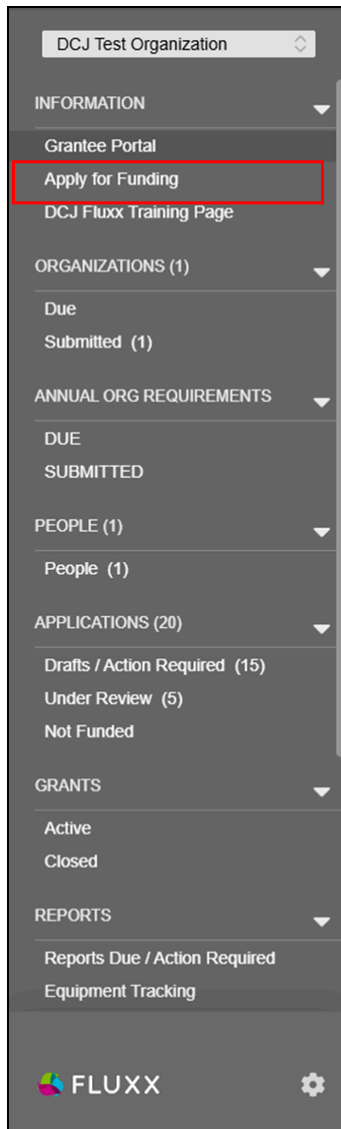 DCJ Test Organization
INFORMATION
Grantee Portal
Apply for Funding
DCJ Fluxx Training Page
ORGANIZATIONS (1)
Due
Submitted (1)
ANNUAL ORG REQUIREMENTS
DUE
SUBMITTED
PEOPLE (1)
People (1)
APPLICATIONS (20)
Drafts / Action Required (15)
Under Review (5)
Not Funded
GRANTS
Active
Closed
REPORTS
Reports Due / Action Required
Equipment Tracking
FLUXX